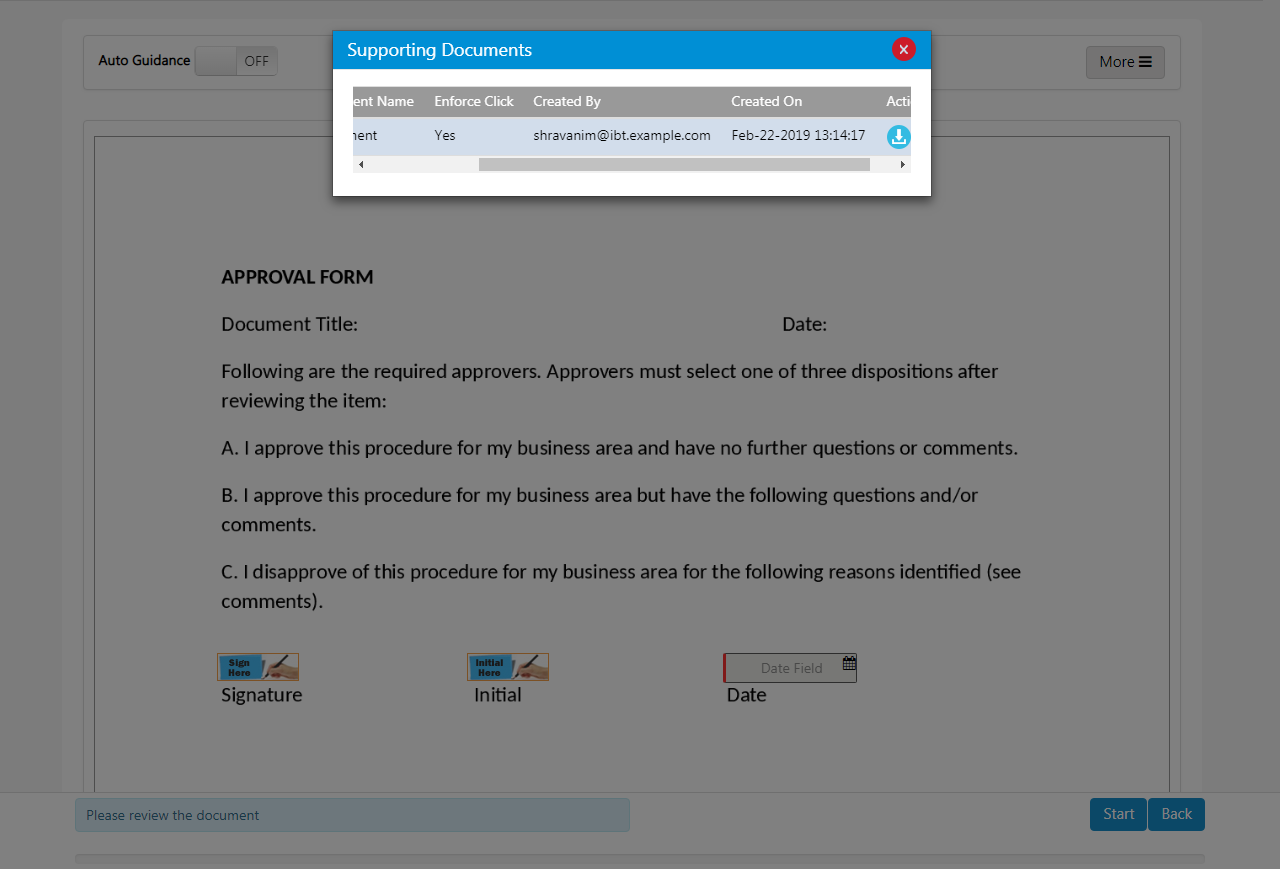 Supporting Documents
Auto Guidance OFF
More
ent Name Enforce Click Created By Created On Acti
nent Yes shravanim@ibt.example.com Feb-22-2019 13:14:17
APPROVAL FORM
Document Title: Date:
Following are the required approvers. Approvers must select one of three dispositions after
reviewing the item:
A. I approve this procedure for my business area and have no further questions or comments.
B. I approve this procedure for my business area but have the following questions and/or
comments.
C. I disapprove of this procedure for my business area for the following reasons identified (see
comments).
Sign
Here
Initial
Here
Date Field
Signature Initial Date
Please review the document
Start Back